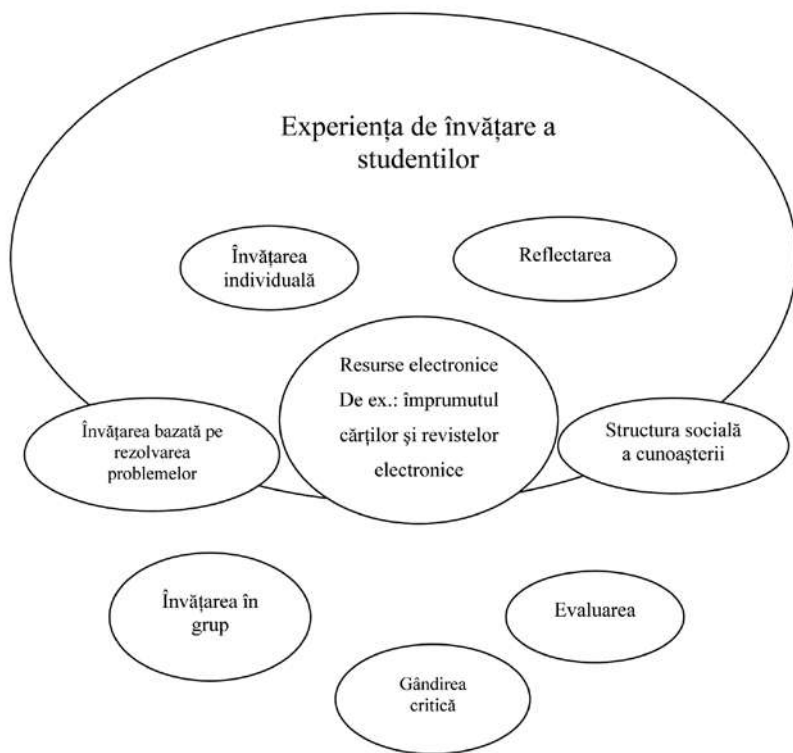 Experiența de învățare a
studentilor
Învățarea
individuală
Reflectarea
Resurse electronice
De ex.: împrumutul
cărților și revistelor
electronice
Învățarea bazată pe
rezolvarea
problemelor
Structura socială
a cunoașterii
Învățarea în
grup
Evaluarea
Gândirea
critică